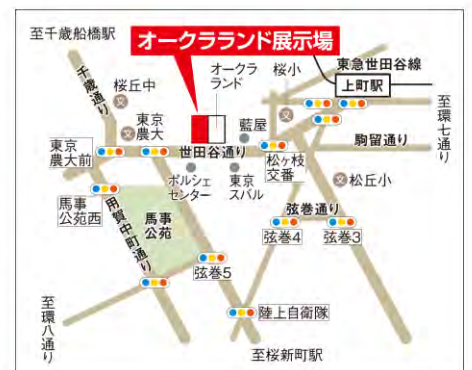 至千歳船橋駅
オークラランド展示場
千歳通り
桜丘中
文
オークラ
ランド
桜小
文
東急世田谷線
上町駅
至環七通り
東京
農大
文
藍屋
駒留通り
東京
農大前
世田谷通り
松ヶ枝
交番
馬事
公苑西
ポルシェ
センター
東京
スバル
文
松丘小
用賀中町通り
馬事
公苑
弦巻通り
弦巻4
弦巻3
弦巻5
至環八通り
陸上自衛隊
至桜新町駅